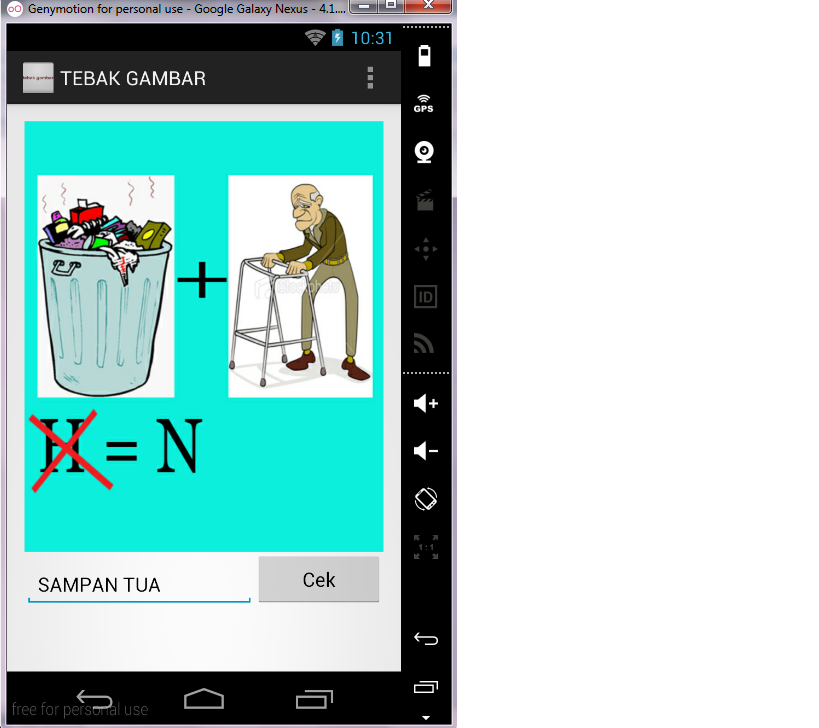 Genymotion for personal use - Google Galaxy Nexus - 4.1....
10:31
TEBAK GAMBAR
GPS
+
H = N
ID
1:1
SAMPAN TUA
Cek
free for personal use